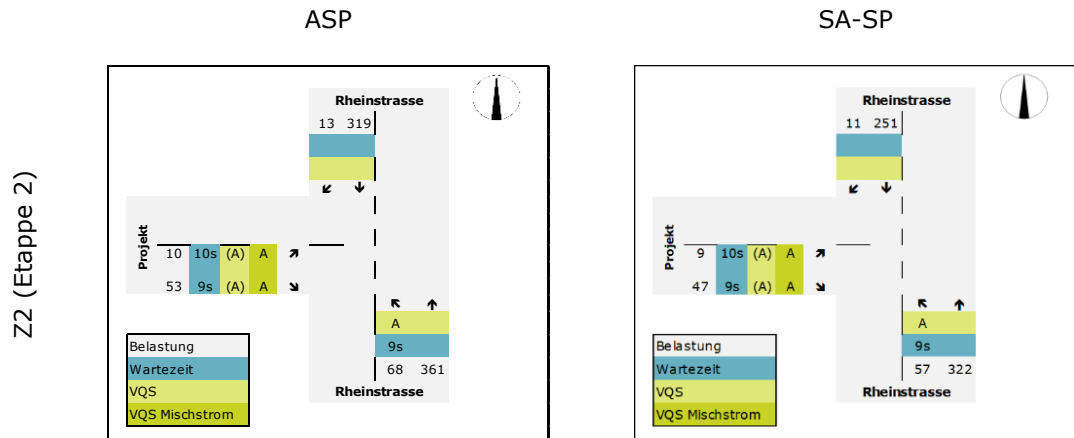 ASP
SA-SP
Z2 (Etappe 2)
Rheinstrasse
13 319
Projekt
10 10s (A) A
53 9s (A) A
A
9s
68 361
Rheinstrasse
Belastung
Wartezeit
VQS
VQS Mischstrom
Rheinstrasse
11 251
Projekt
9 10s (A) A
47 9s (A) A
A
9s
57 322
Rheinstrasse
Belastung
Wartezeit
VQS
VQS Mischstrom